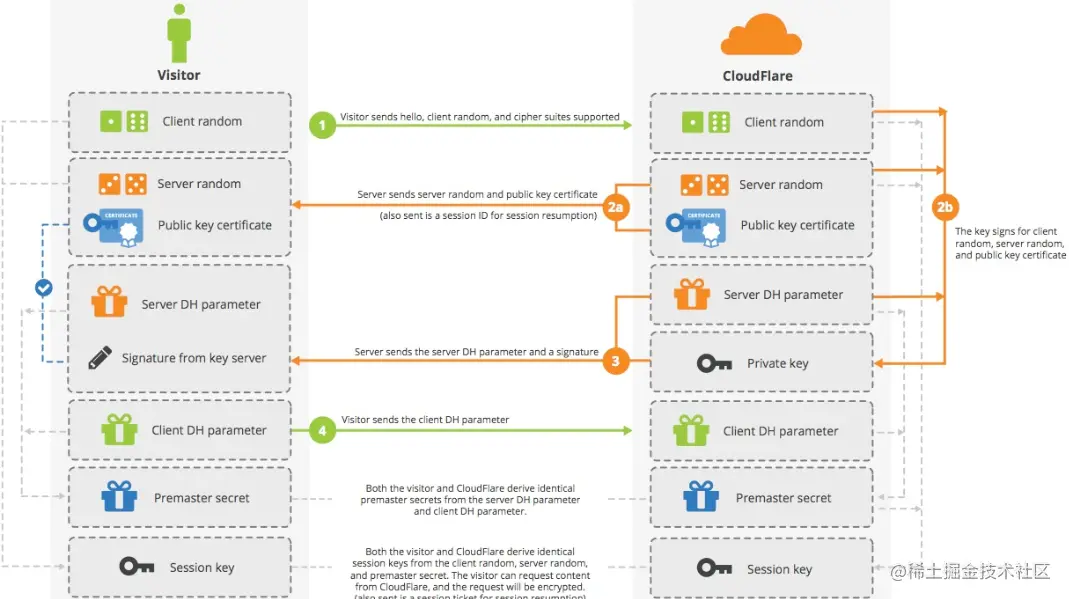 Visitor
CloudFlare
Client random
1
Visitor sends hello, client random, and cipher suites supported
Client random
Server random
Server sends server random and public key certificate
2a
Server random
2b
CERTIFICATE
Public key certificate
(also sent is a session ID for session resumption)
CERTIFICATE
Public key certificate
The key signs for client
random, server random,
and public key certificate
Server DH parameter
Server DH parameter
Signature from key server
Server sends the server DH parameter and a signature
3
Private key
Client DH parameter
4
Visitor sends the client DH parameter
Client DH parameter
Premaster secret
Both the visitor and CloudFlare derive identical
premaster secrets from the server DH parameter
and client DH parameter.
Premaster secret
Session key
Both the visitor and CloudFlare derive identical
session keys from the client random, server random,
and premaster secret. The visitor can request content
from CloudFlare, and the request will be encrypted.
(also sent is a session ticket for session resumption)
Session key
@稀土掘金技术社区